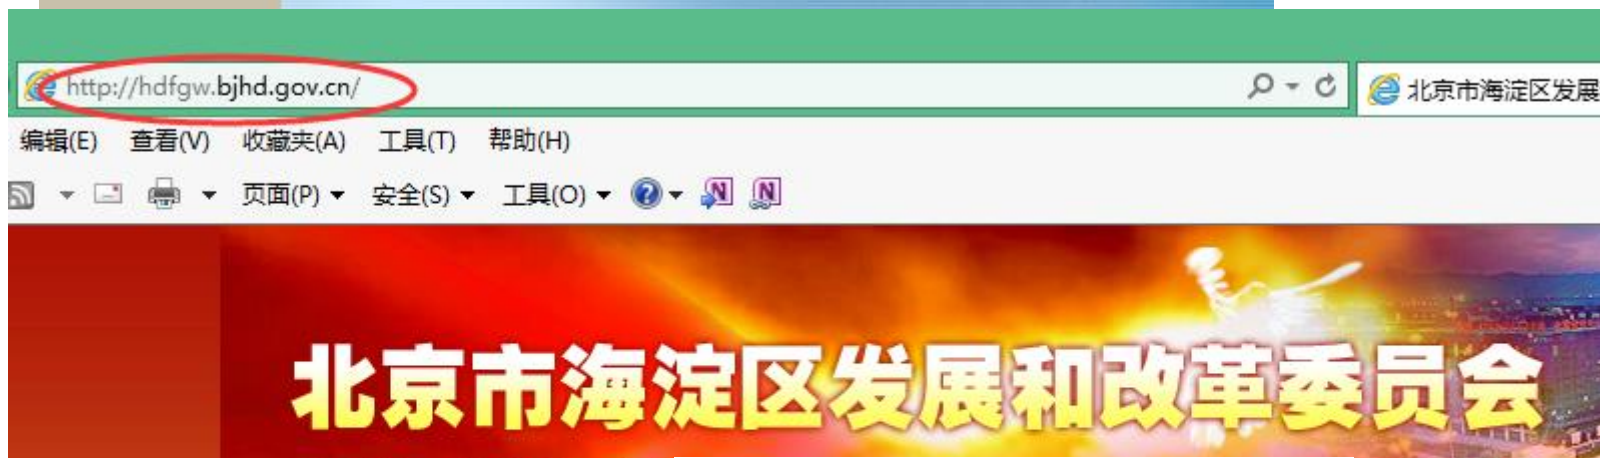 http://hdfgw.bjhd.gov.cn/
北京市海淀区发展
编辑(E) 查看(V) 收藏夹(A) 工具(T) 帮助(H)
页面(P) 安全(S) 工具(O)
北京市海淀区发展和改革委员会